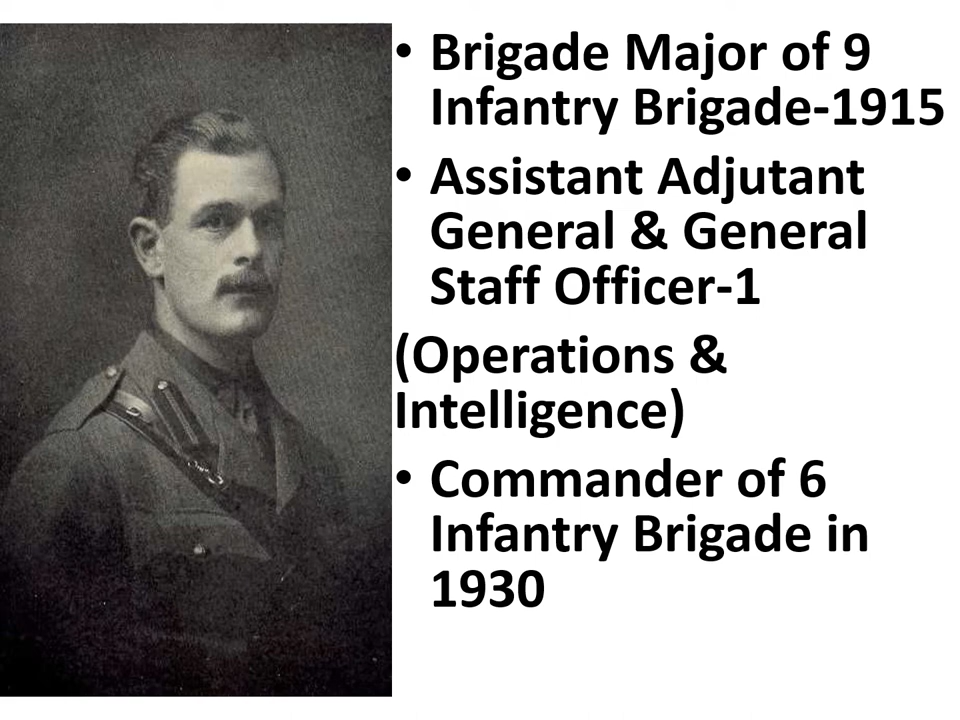 • Brigade Major of 9
Infantry Brigade-1915
• Assistant Adjutant
General & General
Staff Officer-1
(Operations &
Intelligence)
• Commander of 6
Infantry Brigade in
1930